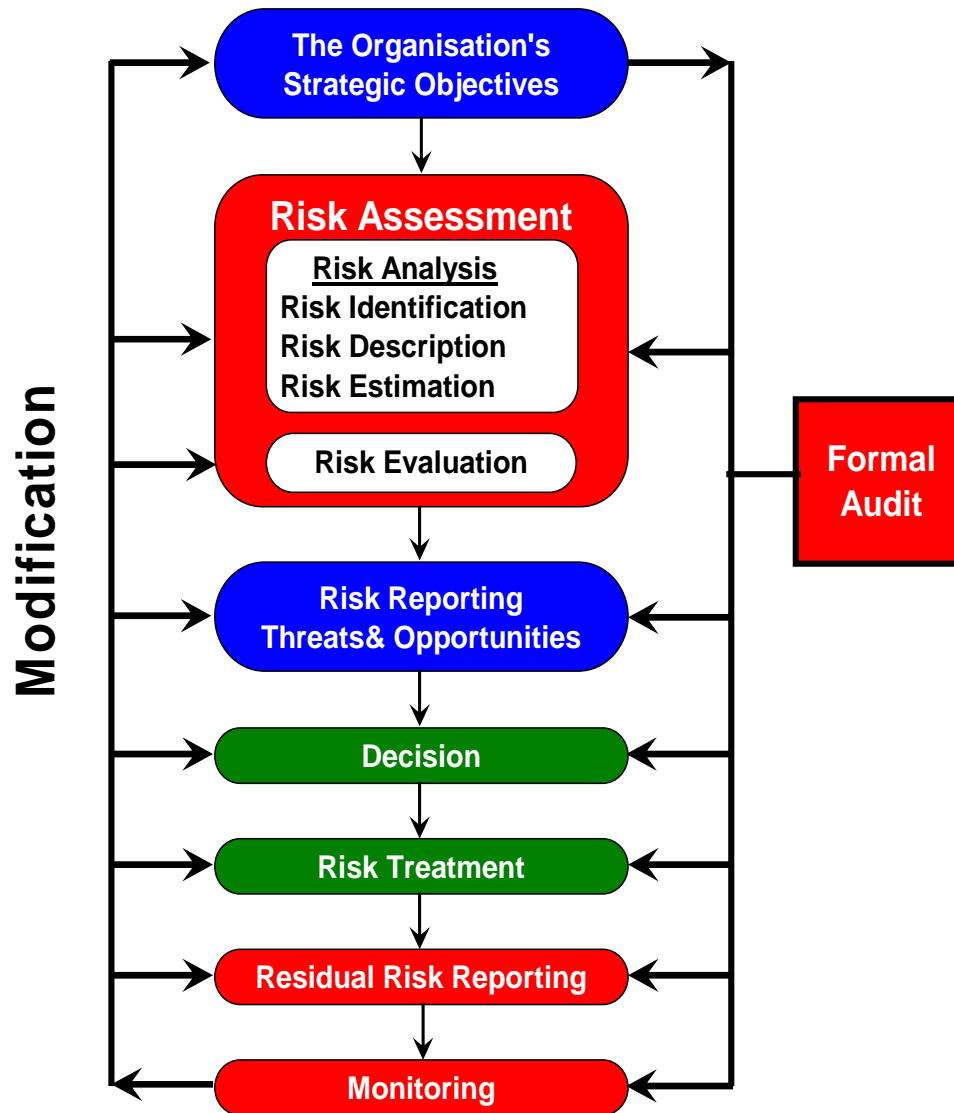 The Organisation's
Strategic Objectives
Risk Assessment
Risk Analysis
Risk Identification
Risk Description
Risk Estimation
Risk Evaluation
Formal
Audit
Modification
Risk Reporting
Threats& Opportunities
Decision
Risk Treatment
Residual Risk Reporting
Monitoring